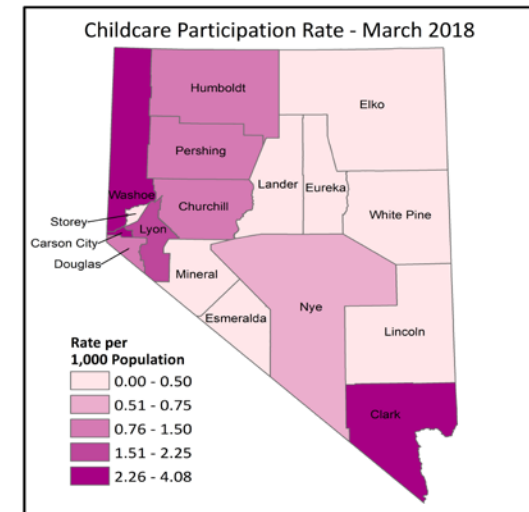 Childcare Participation Rate - March 2018
Humboldt
Elko
Pershing
Lander
Eureka
Washoe
Churchill
White Pine
Storey
Lyon
Carson City
Douglas
Mineral
Nye
Esmeralda
Lincoln
Clark
Rate per
1,000 Population
0.00 - 0.50
0.51 - 0.75
0.76 - 1.50
1.51 - 2.25
2.26 - 4.08